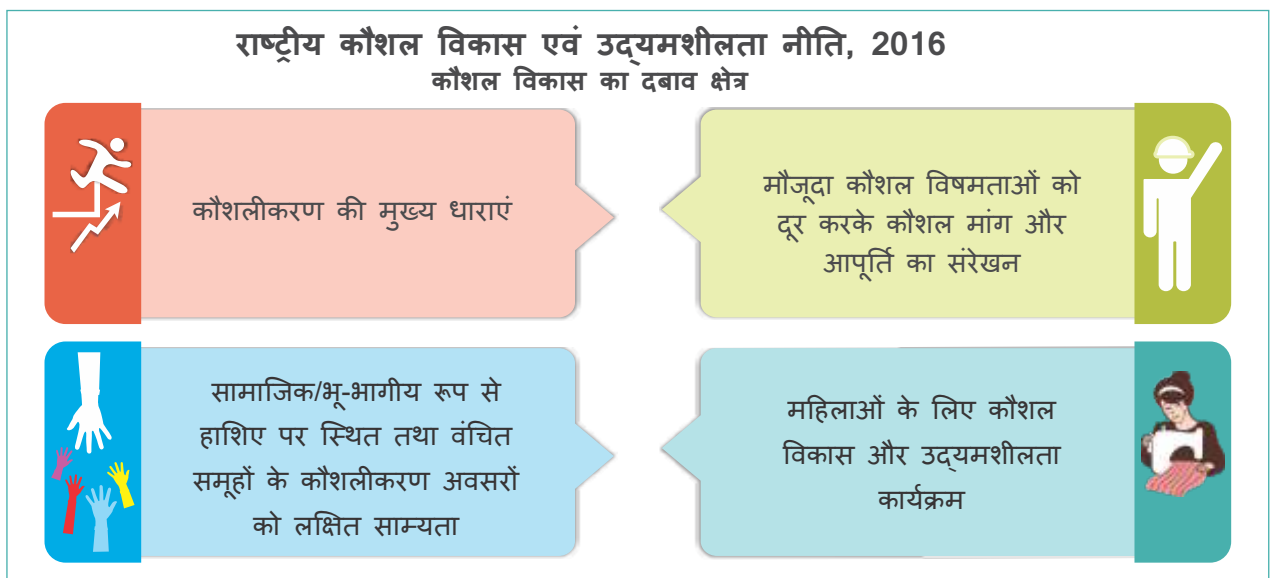 राष्ट्रीय कौशल विकास एवं उद्यमशीलता नीति, 2016
कौशल विकास का दबाव क्षेत्र
कौशलीकरण की मुख्य धाराएं
मौजूदा कौशल विषमताओं को
दूर करके कौशल मांग और
आपूर्ति का संरेखन
सामाजिक/भू-भागीय रूप से
हाशिए पर स्थित तथा वंचित
समूहों के कौशलीकरण अवसरों
को लक्षित साम्यता
महिलाओं के लिए कौशल
विकास और उद्यमशीलता
कार्यक्रम